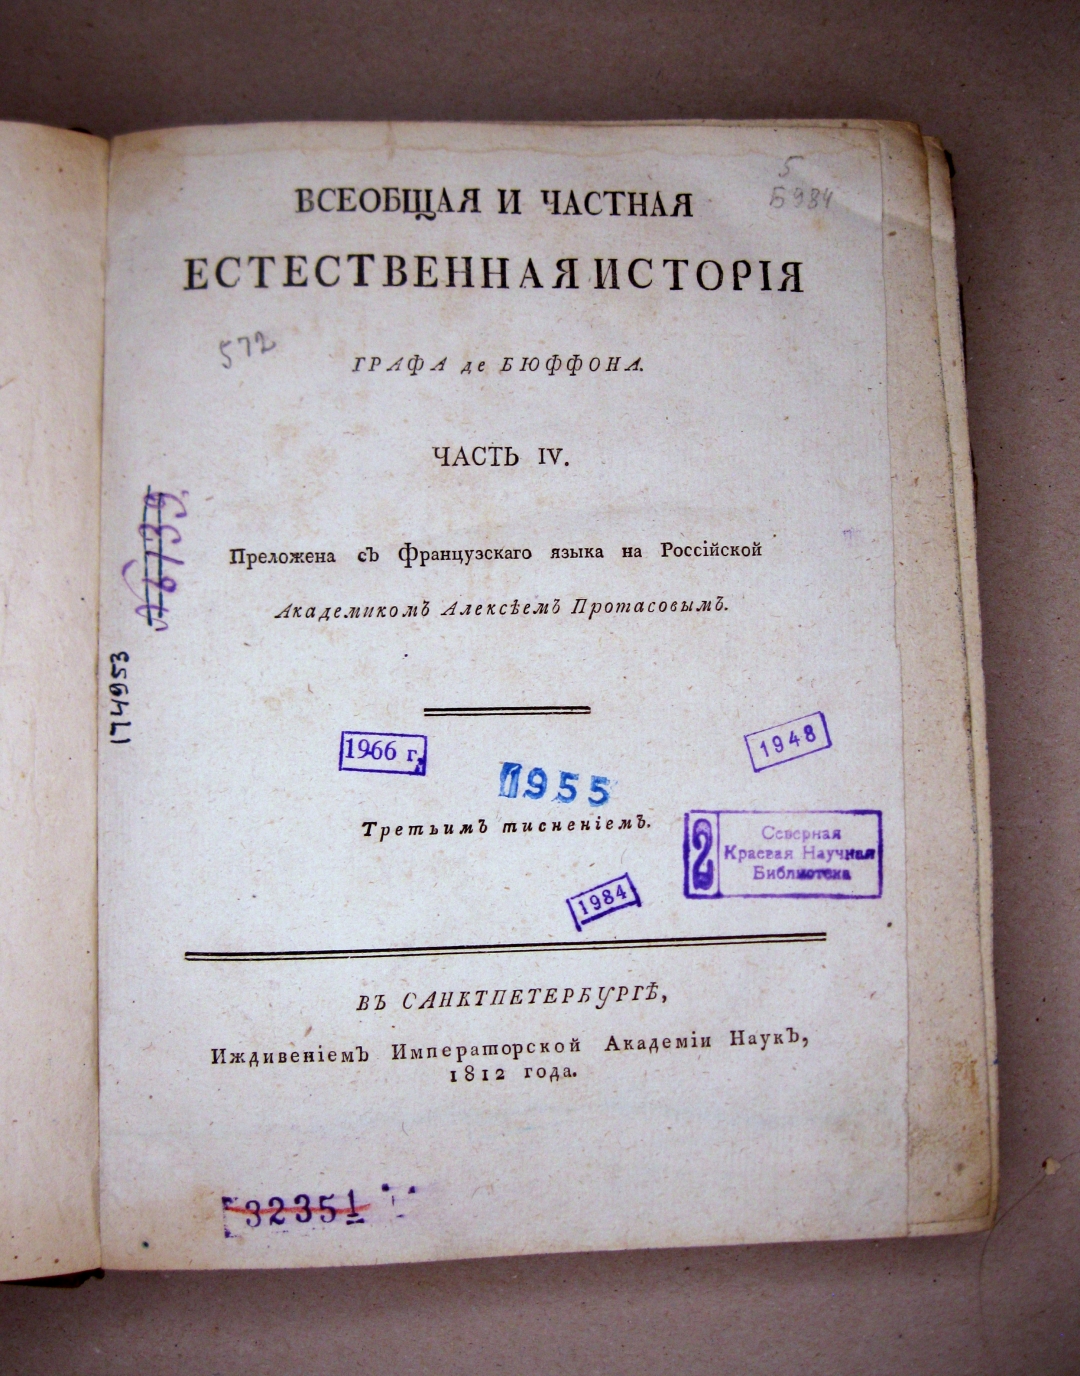 5
Б984
ВСЕОБЩАЯ И ЧАСТНАЯ
ЕСТЕСТВЕННАЯ ИСТОРІЯ
572
ГРАФА де БЮФФОНА.
ЧАСТЬ IV.
Преложена съ Французскаго языка на Россійской
Академикомъ Алексѣемъ Протасовымъ.
174953
1966 г.
1948
1955
Третьимъ тисненіемъ.
2
Северная
Краевая Научная
Библиотека
1984
ВЪ САНКТПЕТЕРБУРГѢ,
Иждивеніемъ Императорской Академіи Наукъ,
1812 года.
32351